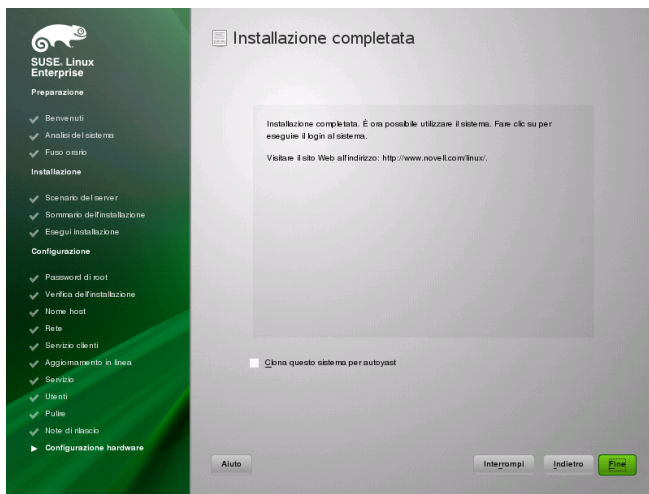 SUSE. Linux
Enterprise
Preparazione
Benvenuti
Analisi del sistema
Fuso orario
Installazione
Scenario del server
Sommario dell'installazione
Esegui installazione
Configurazione
Password di root
Verifica dell'installazione
Nome host
Rete
Servizio clienti
Aggiornamento in linea
Servizio
Utenti
Pulire
Note di rilascio
Configurazione hardware
Installazione completata
Installazione completata. È ora possibile utilizzare il sistema. Fare clic su per
eseguire il login al sistema.
Visitare il sito Web all'indirizzo: http://www.novell.com/linux/.
Clona questo sistema per autoyast
Aiuto
Interrompi
Indietro
Fine